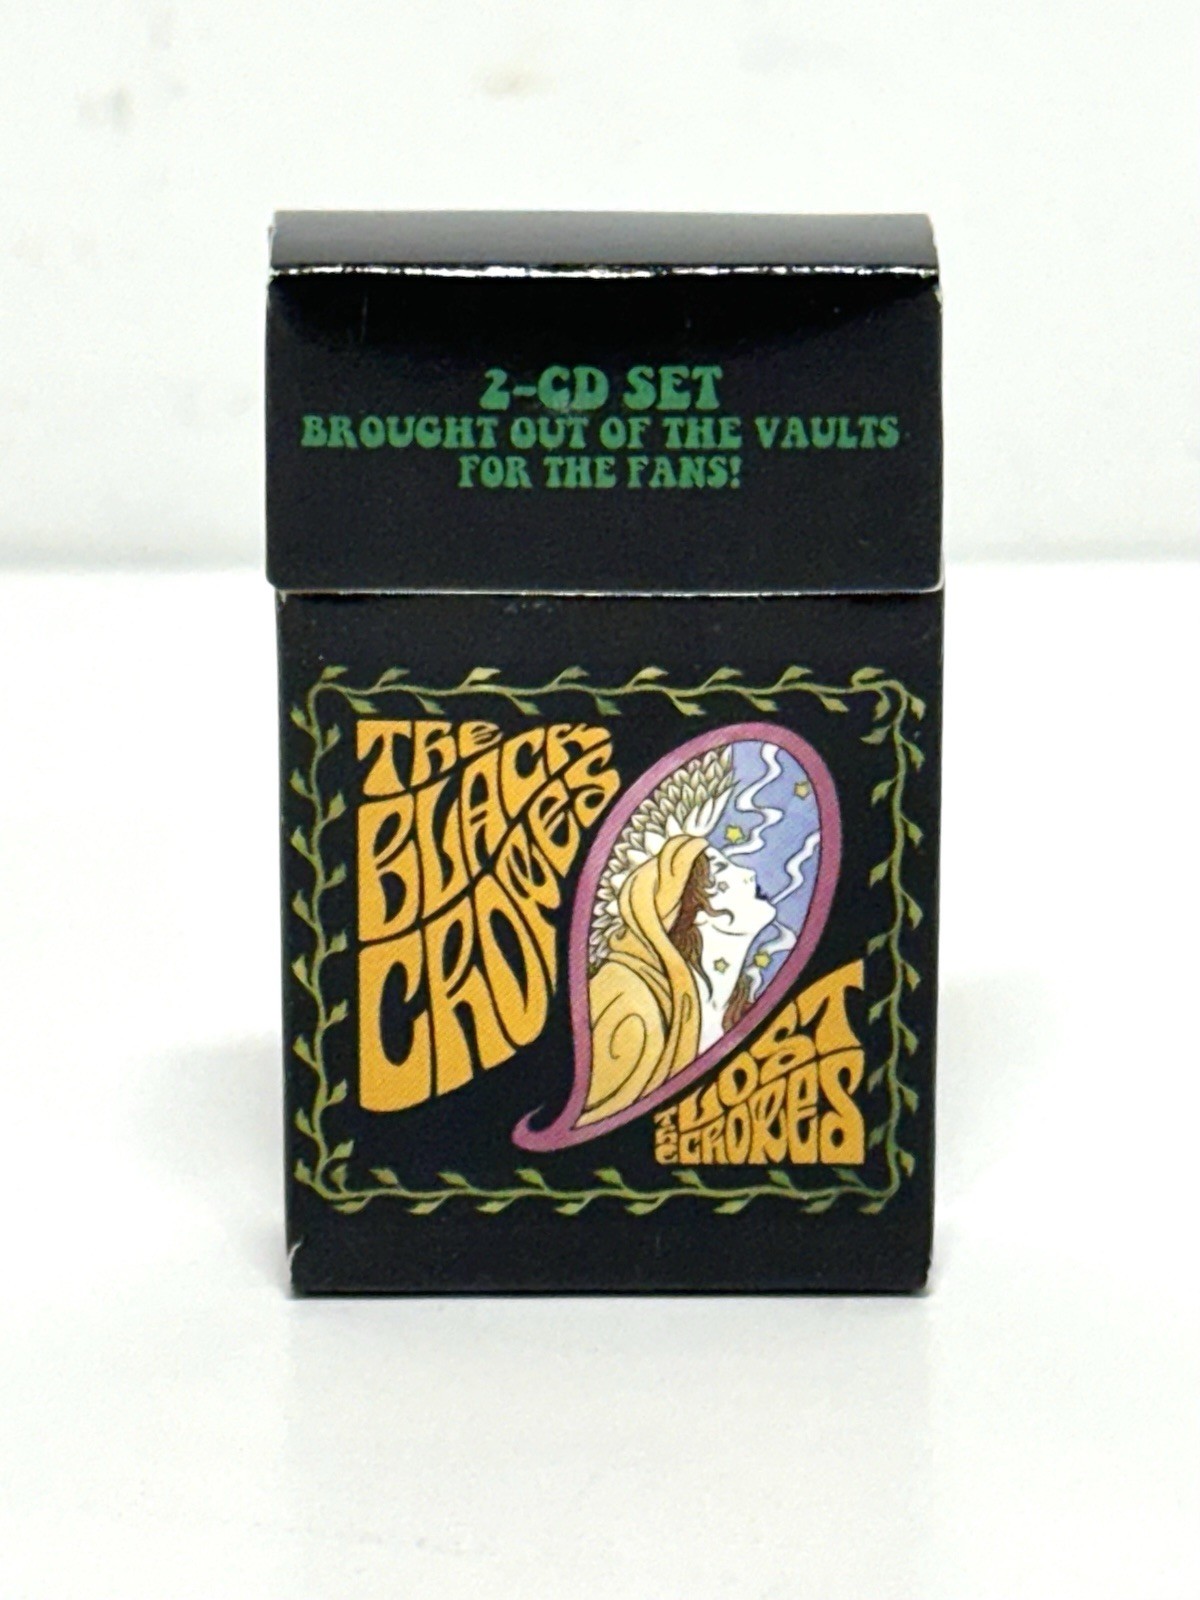 2-CD SET
BROUGHT OUT OF THE VAULTS
FOR THE FANS!
THE
BLACK
CROWES
THE LOST
CROWES